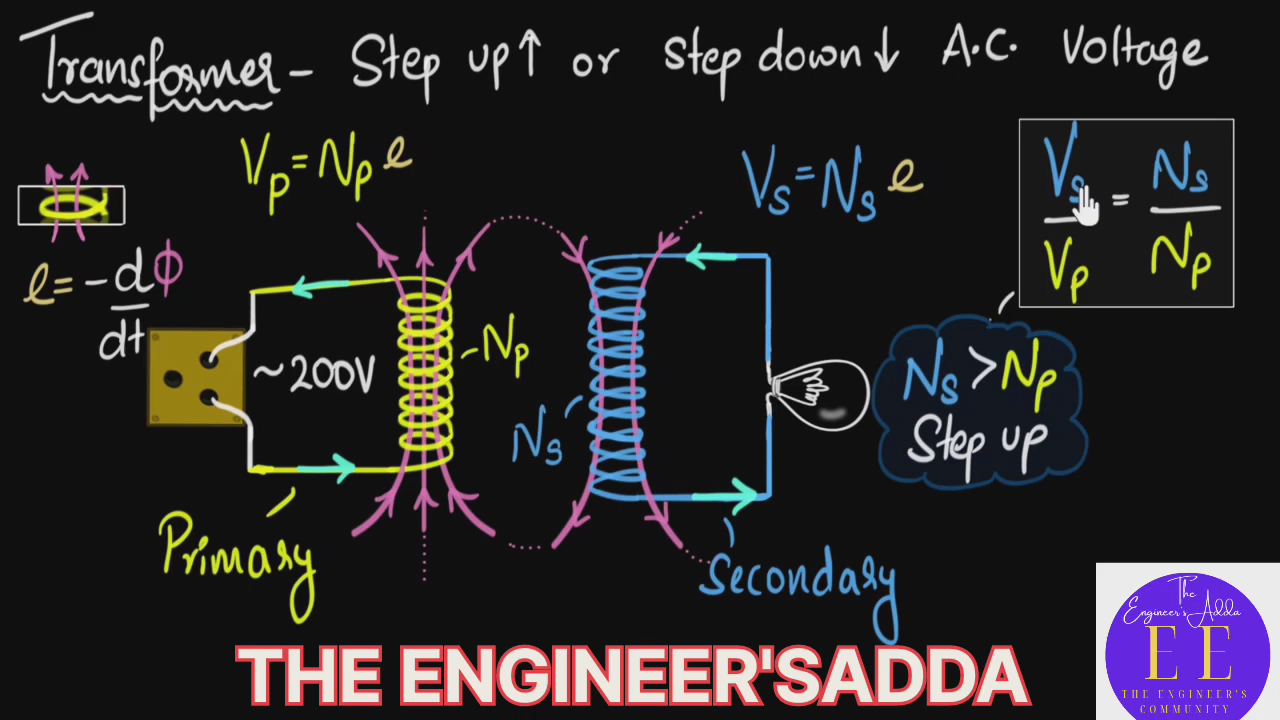 Transformer - Step up ↑ or step down ↓ A.C. Voltage
Vp = Np e
Vs = Ns e
Vs/Vp = Ns/Np
e = -dϕ/dt
~200V
Np
Ns
Ns > Np
Step up
Primary
Secondary
THE ENGINEER'SADDA
The
Engineer's Adda
EE
THE ENGINEER'S
COMMUNITY